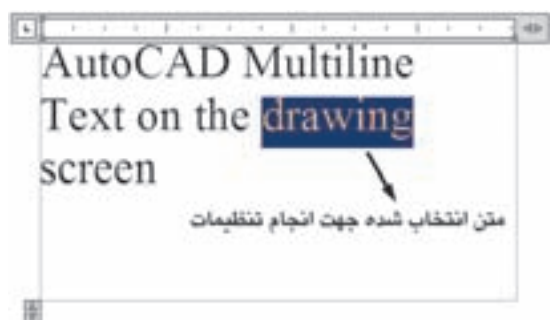 AutoCAD Multiline
Text on the drawing
screen
متن انتخاب شده جهت انجام تنظیمات